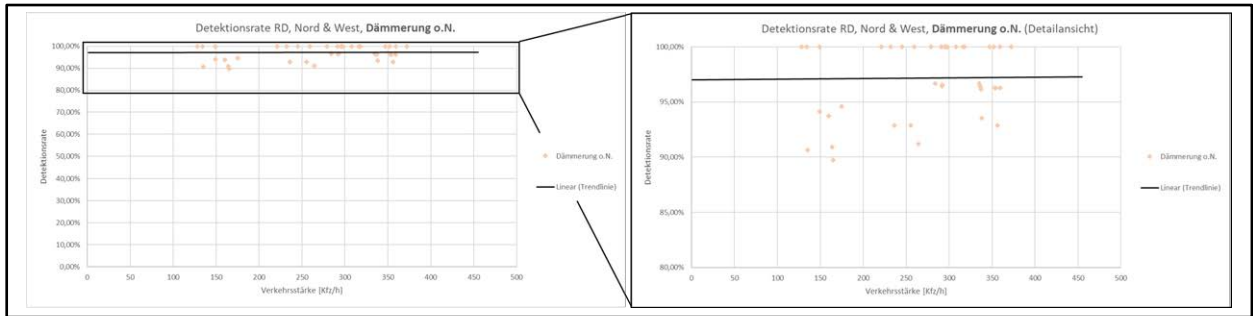 Detektionsrate RD, Nord & West, Dämmerung o.N.
100,00%
90,00%
80,00%
70,00%
60,00%
50,00%
40,00%
30,00%
20,00%
10,00%
0,00%
Detektionsrate
0 50 100 150 200 250 300 350 400 450 500
Verkehrsstärke [Kfz/h]
Dämmerung o.N.
Linear (Trendlinie)
Detektionsrate RD, Nord & West, Dämmerung o.N. (Detailansicht)
100,00%
95,00%
90,00%
85,00%
80,00%
Detektionsrate
0 50 100 150 200 250 300 350 400 450 500
Verkehrsstärke [Kfz/h]
Dämmerung o.N.
Linear (Trendlinie)